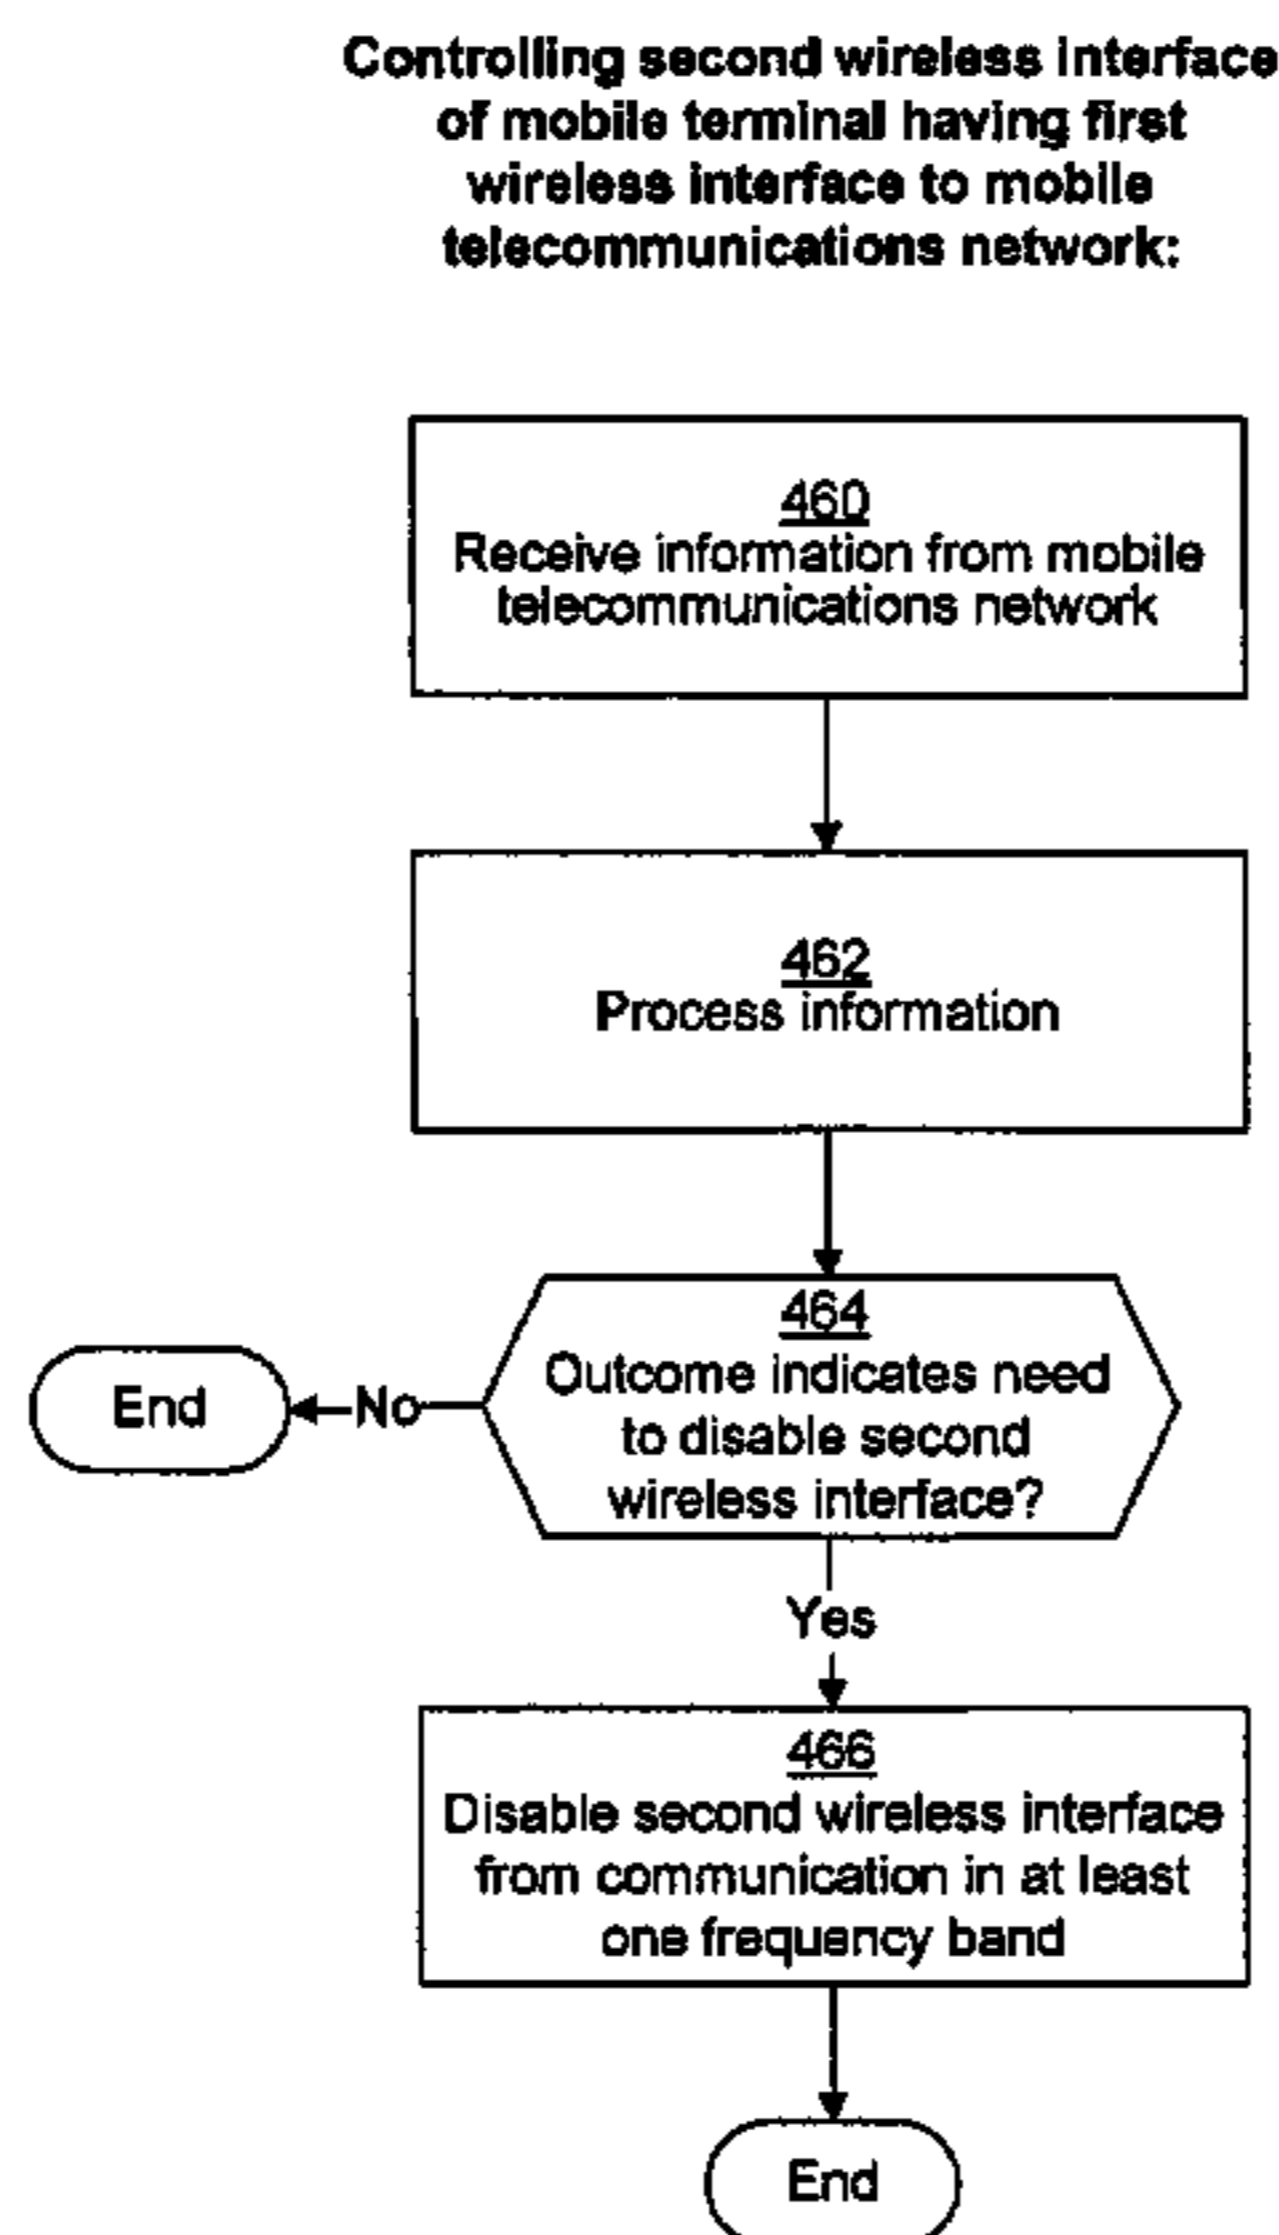 Controlling second wireless interface
of mobile terminal having first
wireless interface to mobile
telecommunications network:
460
Receive information from mobile
telecommunications network
462
Process information
464
Outcome indicates need
to disable second
wireless interface?
End
No
Yes
466
Disable second wireless interface
from communication in at least
one frequency band
End